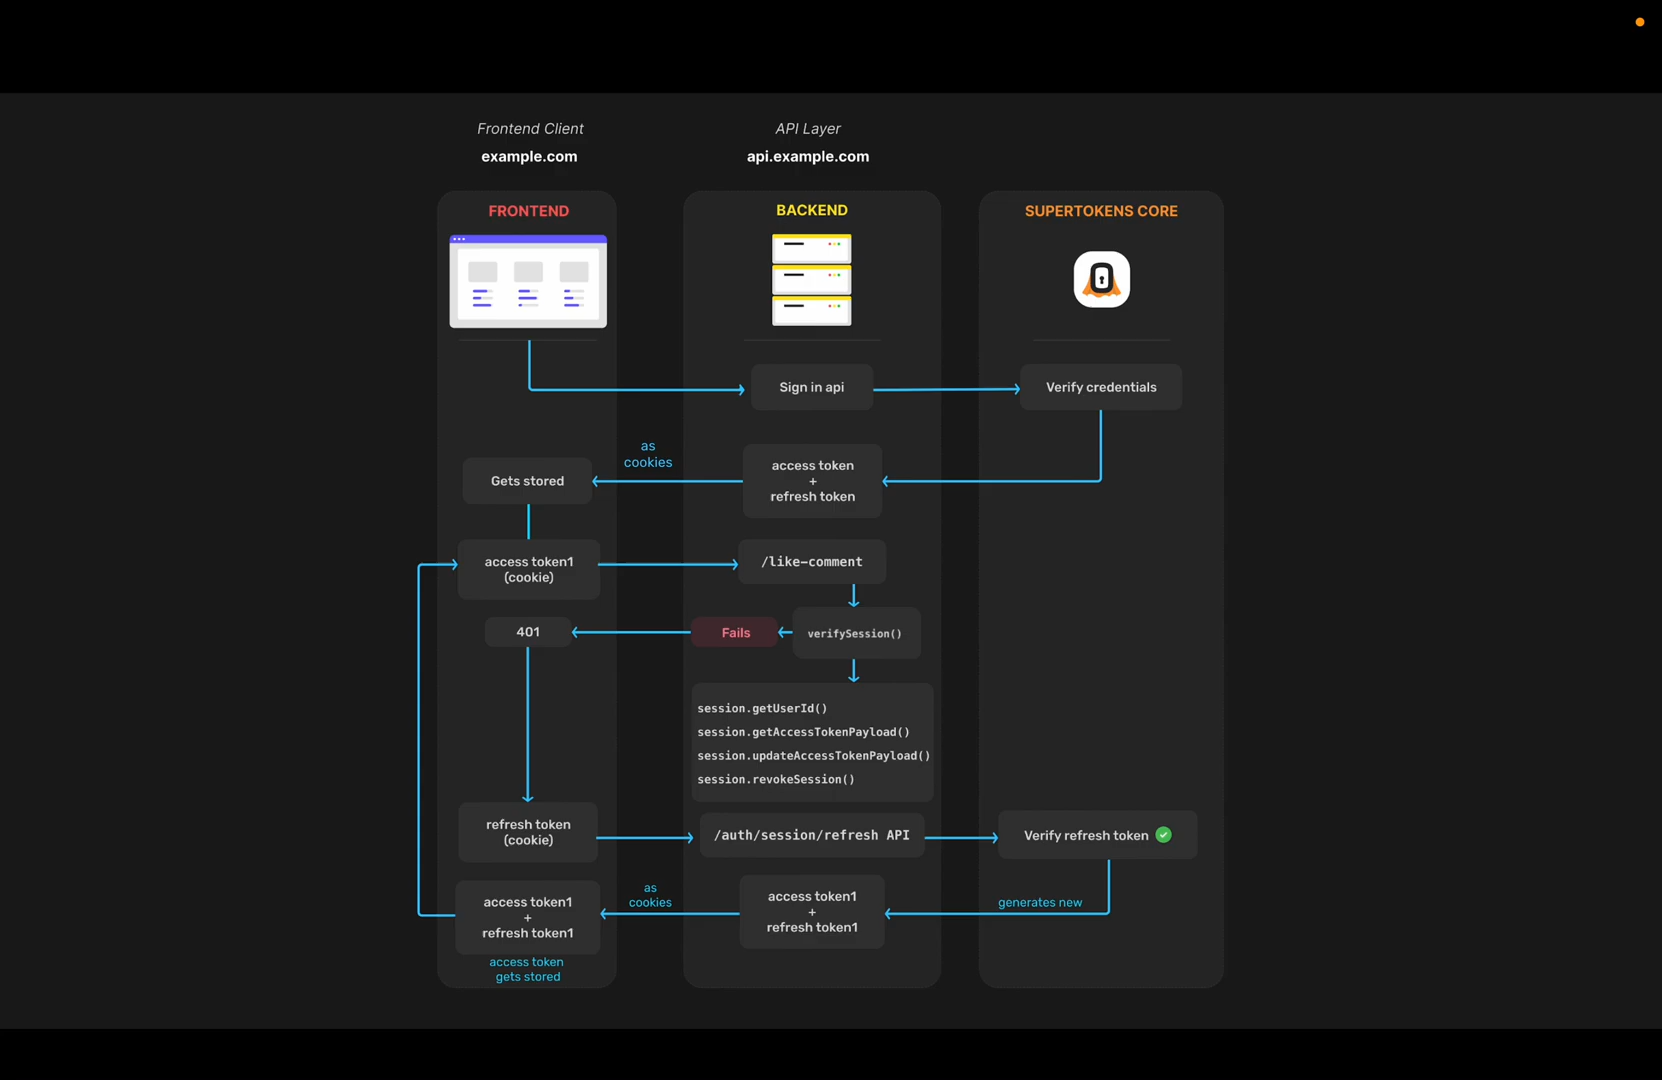 Frontend Client
example.com
API Layer
api.example.com
FRONTEND
BACKEND
SUPERTOKENS CORE
Sign in api
Verify credentials
as
cookies
Gets stored
access token
+
refresh token
access token1
(cookie)
/like-comment
401
Fails
verifySession()
session.getUserId()
session.getAccessTokenPayload()
session.updateAccessTokenPayload()
session.revokeSession()
refresh token
(cookie)
/auth/session/refresh API
Verify refresh token
as
cookies
access token1
+
refresh token1
generates new
access token1
+
refresh token1
access token
gets stored